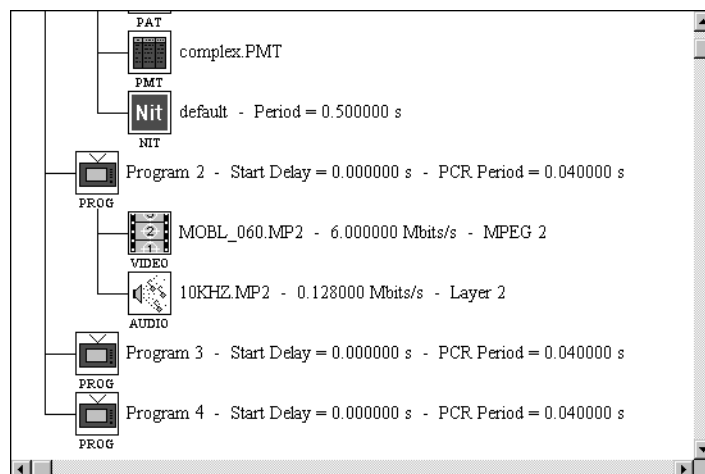 PAT
complex.PMT
PMT
Nit default - Period = 0.500000 s
NIT
Program 2 - Start Delay = 0.000000 s - PCR Period = 0.040000 s
PROG
3
2 MOBL_060.MP2 - 6.000000 Mbits/s - MPEG 2
1
VIDEO
10KHZ.MP2 - 0.128000 Mbits/s - Layer 2
AUDIO
Program 3 - Start Delay = 0.000000 s - PCR Period = 0.040000 s
PROG
Program 4 - Start Delay = 0.000000 s - PCR Period = 0.040000 s
PROG